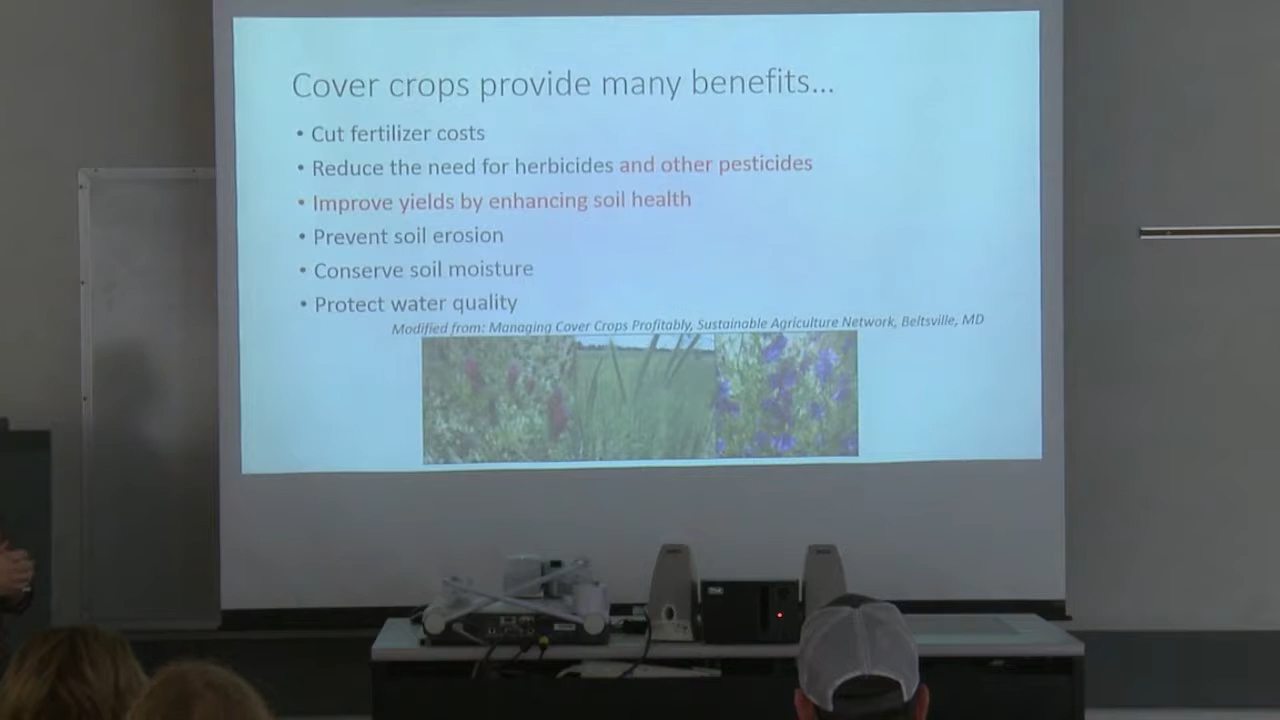 Cover crops provide many benefits...
• Cut fertilizer costs
• Reduce the need for herbicides and other pesticides
• Improve yields by enhancing soil health
• Prevent soil erosion
• Conserve soil moisture
• Protect water quality
Modified from: Managing Cover Crops Profitably, Sustainable Agriculture Network, Beltsville, MD